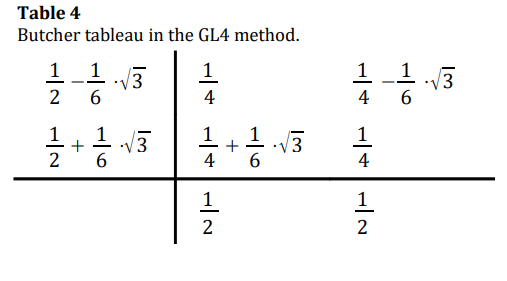 Table 4
Butcher tableau in the GL4 method.
1/2 − 1/6 ·√3 1/4 1/4 − 1/6 ·√3
1/2 + 1/6 ·√3 1/4 + 1/6 ·√3 1/4
1/2 1/2